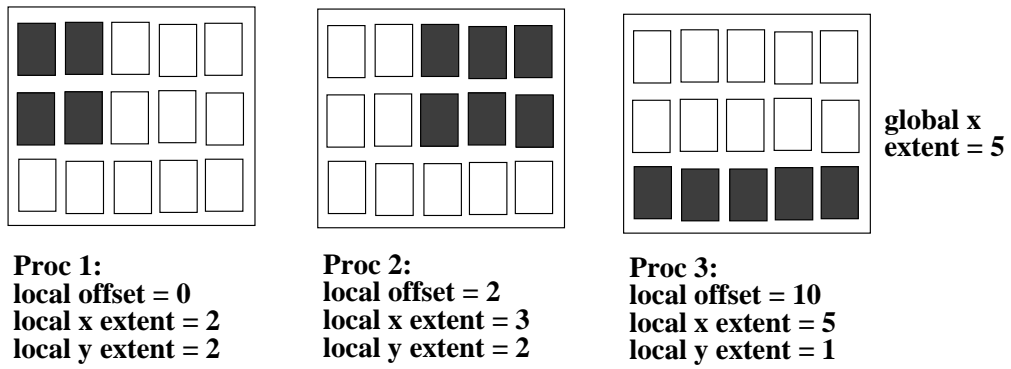 global x
extent = 5
Proc 1:
local offset = 0
local x extent = 2
local y extent = 2
Proc 2:
local offset = 2
local x extent = 3
local y extent = 2
Proc 3:
local offset = 10
local x extent = 5
local y extent = 1